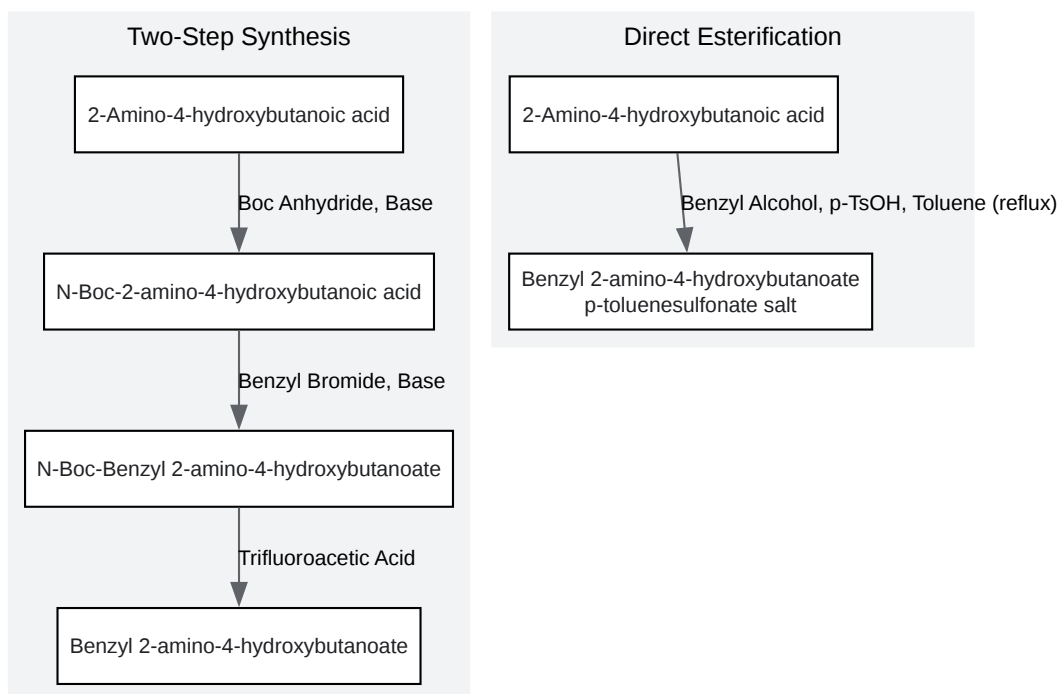 Two-Step Synthesis
2-Amino-4-hydroxybutanoic acid
Boc Anhydride, Base
N-Boc-2-amino-4-hydroxybutanoic acid
Benzyl Bromide, Base
N-Boc-Benzyl 2-amino-4-hydroxybutanoate
Trifluoroacetic Acid
Benzyl 2-amino-4-hydroxybutanoate
Direct Esterification
2-Amino-4-hydroxybutanoic acid
Benzyl Alcohol, p-TsOH, Toluene (reflux)
Benzyl 2-amino-4-hydroxybutanoate
p-toluenesulfonate salt